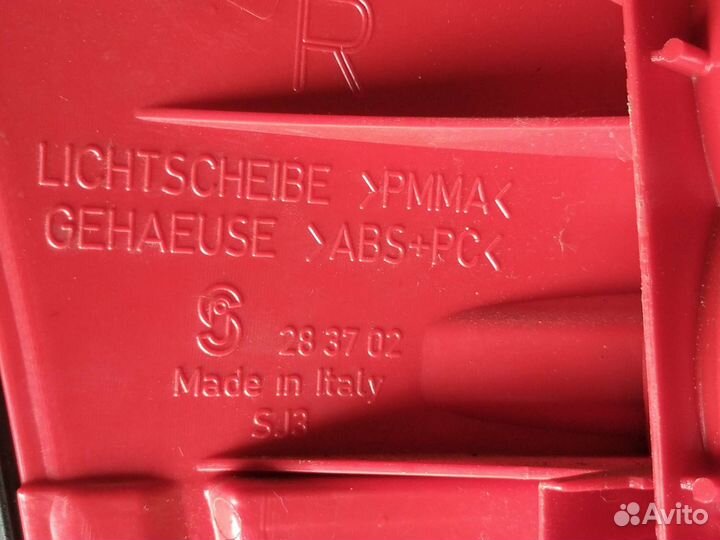 R
LICHTSCHEIBE >PMMA<
GEHAEUSE >ABS+PC<
28 37 02
Made in Italy
SJ3
Avito